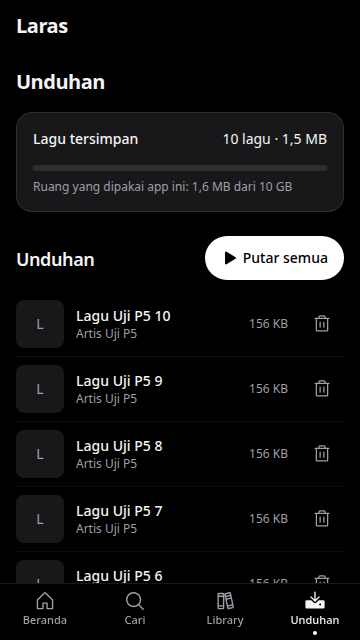 Laras
Unduhan
Lagu tersimpan 10 lagu · 1,5 MB
Ruang yang dipakai app ini: 1,6 MB dari 10 GB
Unduhan Putar semua
L Lagu Uji P5 10 156 KB
Artis Uji P5
L Lagu Uji P5 9 156 KB
Artis Uji P5
L Lagu Uji P5 8 156 KB
Artis Uji P5
L Lagu Uji P5 7 156 KB
Artis Uji P5
L Lagu Uji P5 6 156 KB
Beranda Cari Library Unduhan